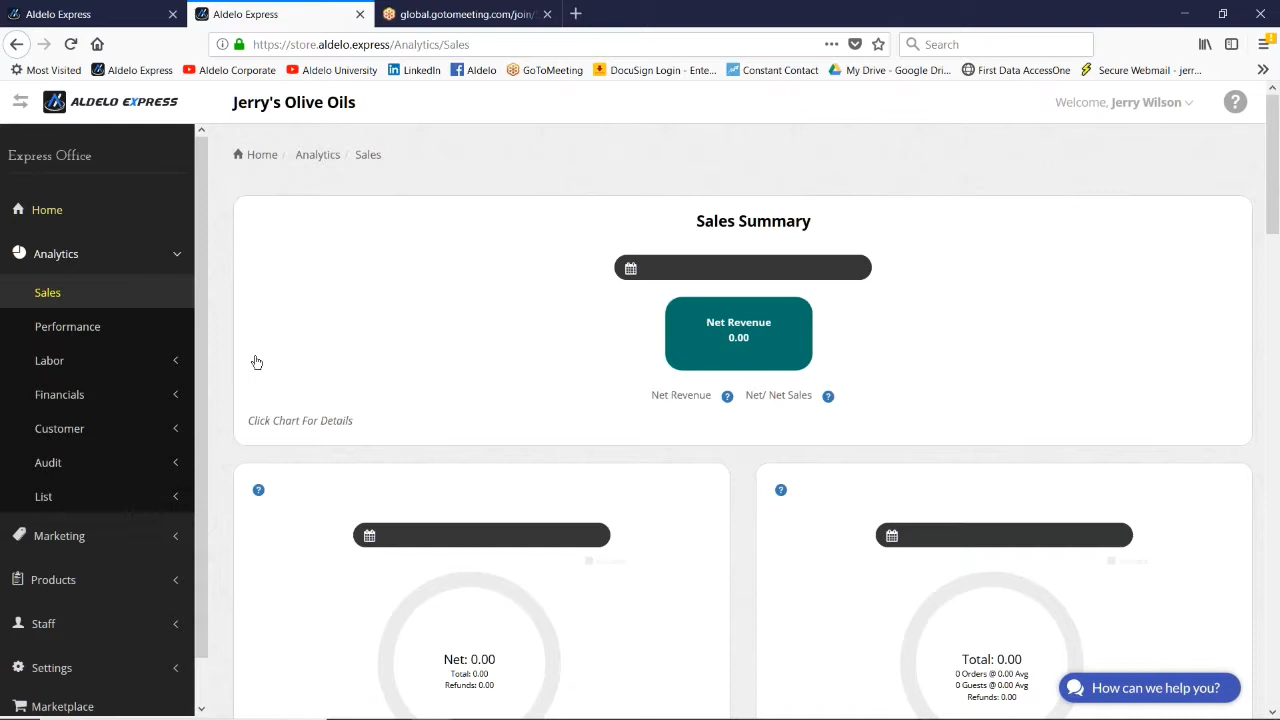 Aldelo Express
Aldelo Express
global.gotomeeting.com/join/
https://store.aldelo.express/Analytics/Sales
Search
Most Visited
Aldelo Express
Aldelo Corporate
Aldelo University
LinkedIn
Aldelo
GoToMeeting
DocuSign Login - Ente...
Constant Contact
My Drive - Google Dri...
First Data AccessOne
Secure Webmail - jerr...
ALDELO EXPRESS
Jerry's Olive Oils
Welcome, Jerry Wilson
Express Office
Home
Analytics
Sales
Performance
Labor
Financials
Customer
Audit
List
Marketing
Products
Staff
Settings
Marketplace
Home / Analytics / Sales
Sales Summary
Net Revenue
0.00
Net Revenue ? Net/ Net Sales ?
Click Chart For Details
?
Net: 0.00
Total: 0.00
Refunds: 0.00
?
Total: 0.00
0 Orders @ 0.00 Avg
0 Guests @ 0.00 Avg
Refunds: 0.00
How can we help you?